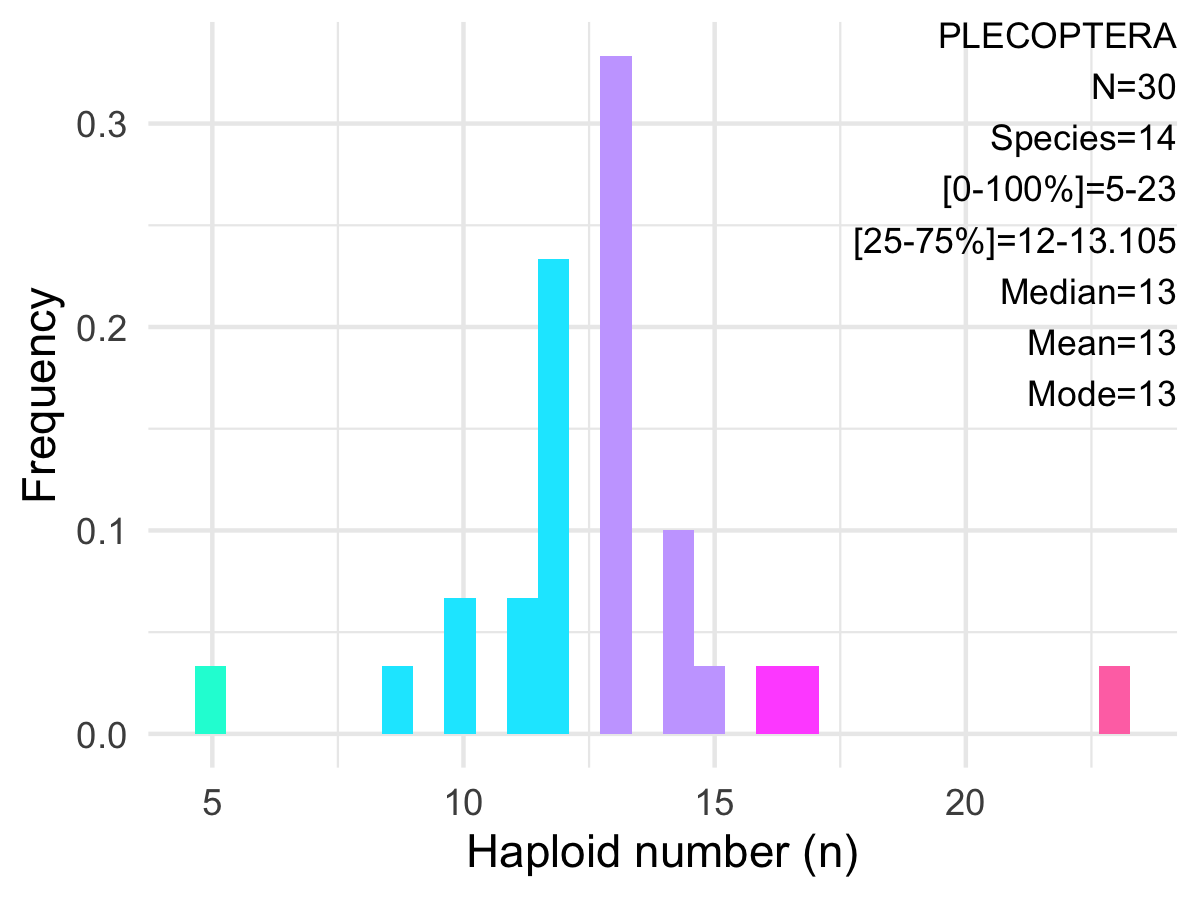 PLECOPTERA
N=30
Species=14
[0-100%]=5-23
[25-75%]=12-13.105
Median=13
Mean=13
Mode=13
Frequency
0.3
0.2
0.1
0.0
5 10 15 20
Haploid number (n)